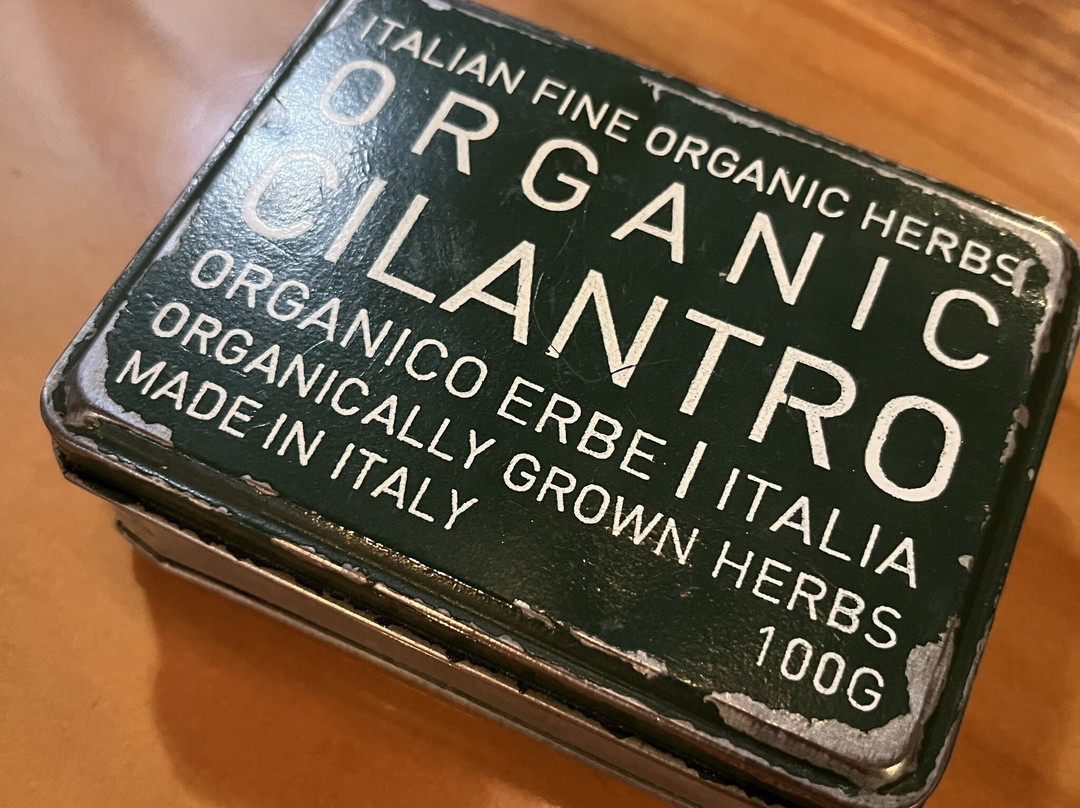 ITALIAN FINE ORGANIC HERBS
ORGANIC
CILANTRO
ORGANICO ERBE | ITALIA
ORGANICALLY GROWN HERBS
MADE IN ITALY
100G